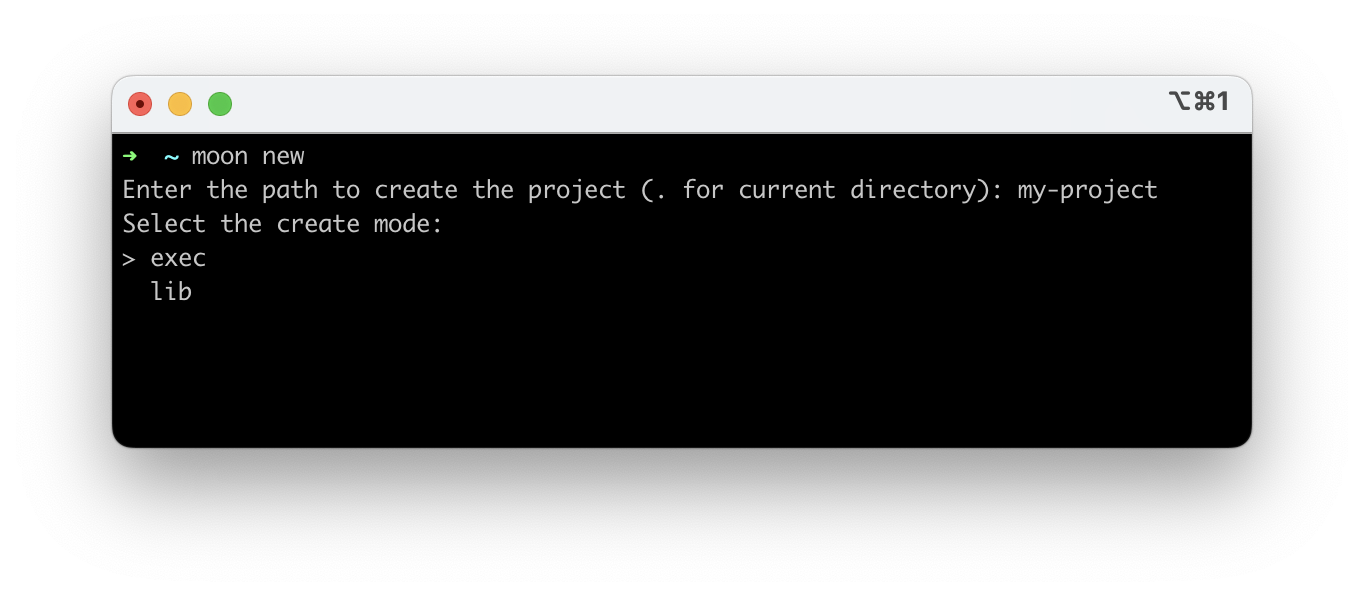 ⌥⌘1
➜  ~ moon new
Enter the path to create the project (. for current directory): my-project
Select the create mode:
> exec
  lib